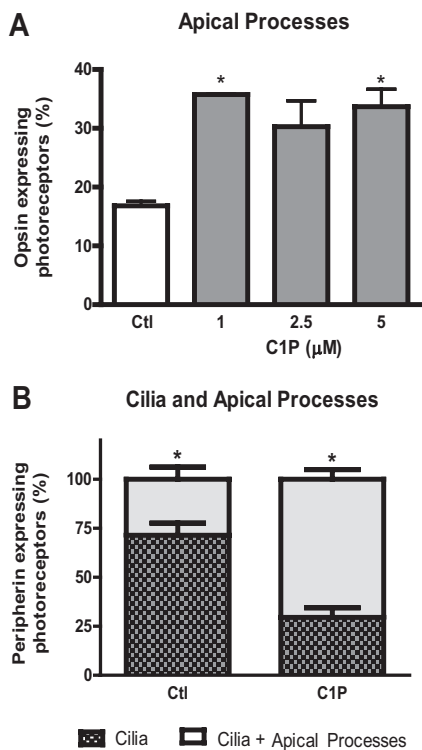 A
Apical Processes
Opsin expressing
photoreceptors (%)
40
30
20
10
0
*
*
Ctl
1
2.5
5
C1P (μM)
B
Cilia and Apical Processes
Peripherin expressing
photoreceptors (%)
100
75
50
25
0
*
*
Ctl
C1P
Cilia
Cilia + Apical Processes